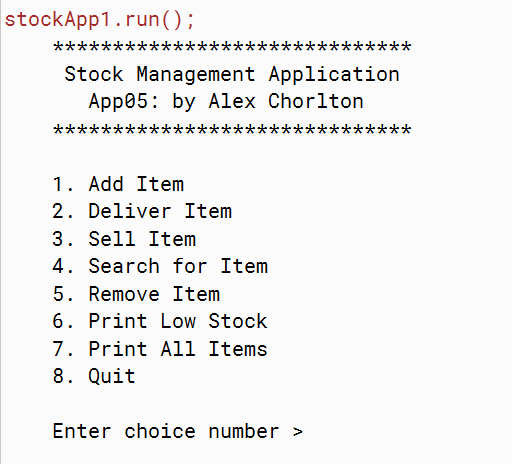 stockApp1.run();
******************************
Stock Management Application
App05: by Alex Chorlton
******************************
1. Add Item
2. Deliver Item
3. Sell Item
4. Search for Item
5. Remove Item
6. Print Low Stock
7. Print All Items
8. Quit
Enter choice number >